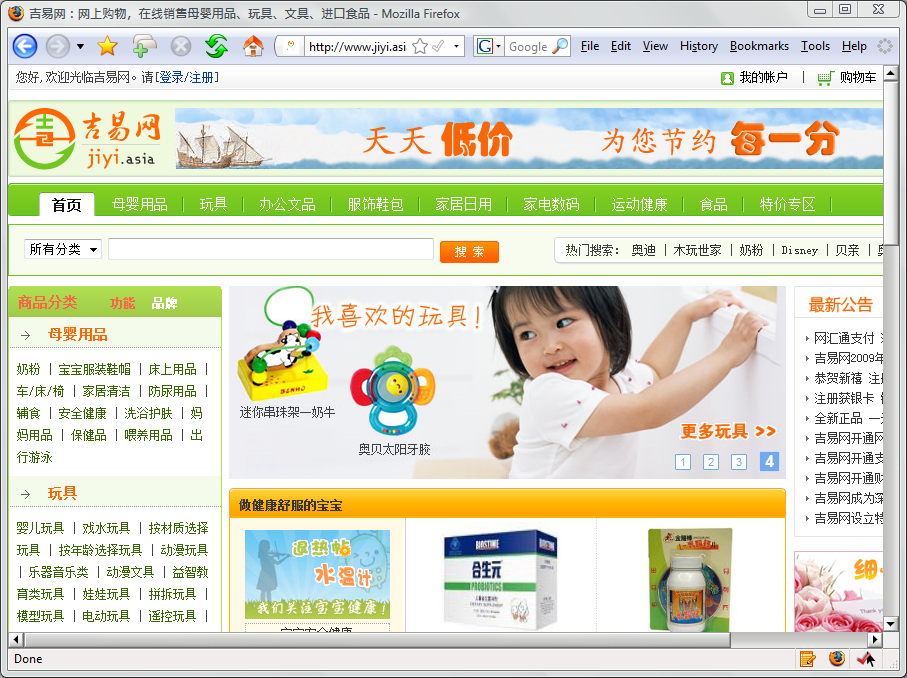 吉易网：网上购物，在线销售母婴用品、玩具、文具、进口食品 - Mozilla Firefox
http://www.jiyi.asi
Google
File Edit View History Bookmarks Tools Help
您好, 欢迎光临吉易网。请[登录/注册]
我的帐户 | 购物车
吉易网
jiyi.asia
天天 低价 为您节约 每一分
首页 母婴用品 玩具 办公文品 服饰鞋包 家居日用 家电数码 运动健康 食品 特价专区
所有分类
搜 索
热门搜索： 奥迪 | 木玩世家 | 奶粉 | Disney | 贝亲 |
商品分类 功能 品牌
母婴用品
奶粉 | 宝宝服装鞋帽 | 床上用品 |
车/床/椅 | 家居清洁 | 防尿用品 |
辅食 | 安全健康 | 洗浴护肤 | 妈
妈用品 | 保健品 | 喂养用品 | 出
行游泳
玩具
婴儿玩具 | 戏水玩具 | 按材质选择
玩具 | 按年龄选择玩具 | 动漫玩具
| 乐器音乐类 | 动漫文具 | 益智教
育类玩具 | 娃娃玩具 | 拼拆玩具 |
模型玩具 | 电动玩具 | 遥控玩具 |
我喜欢的玩具!
迷你串珠架—奶牛
奥贝太阳牙胶
更多玩具 >>
1 2 3 4
做健康舒服的宝宝
退热帖
水温计
我们关注宝宝健康！
宝宝安全健康
BIOSTIME
合生元
PROBIOTICS
最新公告
网汇通支付
吉易网2009年
恭贺新禧 注册
注册获银卡
全新正品 一
吉易网开通网
吉易网开通支
吉易网开通财
吉易网成为深
吉易网设立特
细
Thank you
Done